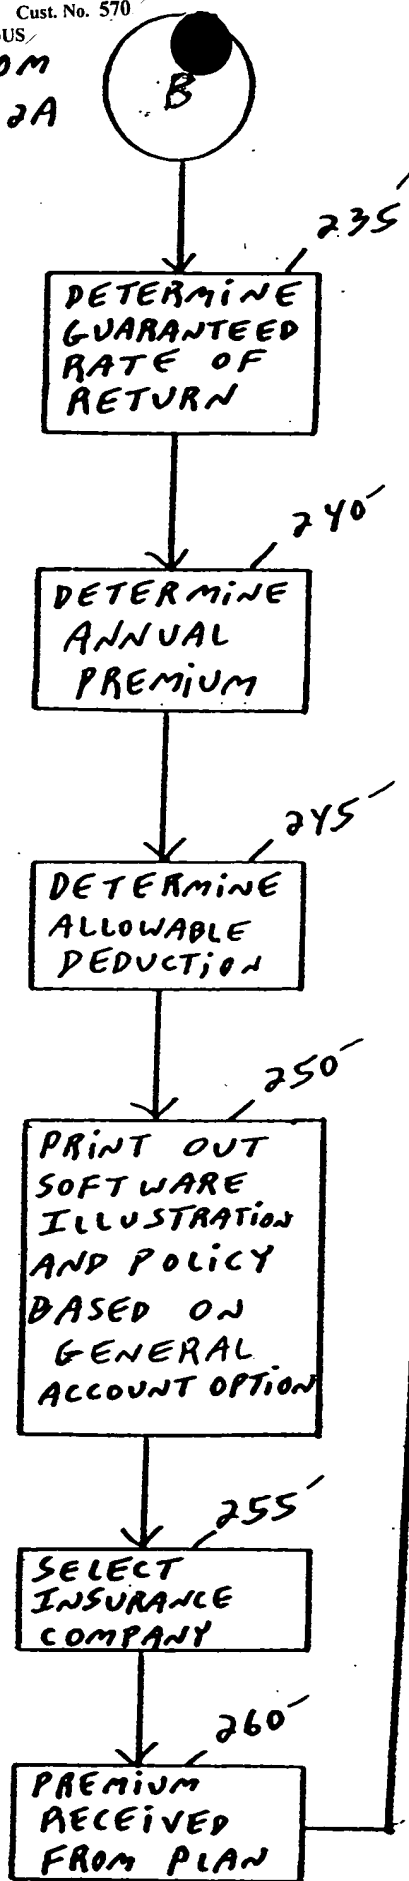 Cust. No. 570
2A
B
235
DETERMINE
GUARANTEED
RATE OF
RETURN
240
DETERMINE
ANNUAL
PREMIUM
245
DETERMINE
ALLOWABLE
DEDUCTION
250
PRINT OUT
SOFTWARE
ILLUSTRATION
AND POLICY
BASED ON
GENERAL
ACCOUNT OPTION
255
SELECT
INSURANCE
COMPANY
260
PREMIUM
RECEIVED
FROM PLAN